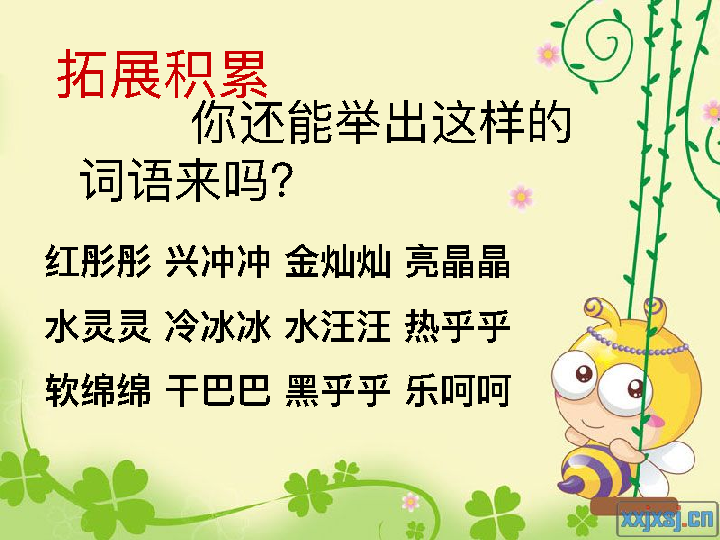 拓展积累
你还能举出这样的
词语来吗?
红彤彤 兴冲冲 金灿灿 亮晶晶
水灵灵 冷冰冰 水汪汪 热乎乎
软绵绵 干巴巴 黑乎乎 乐呵呵
xxjxsj.cn